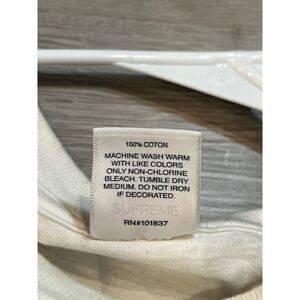 100% COTON
MACHINE WASH WARM
WITH LIKE COLORS
ONLY NON-CHLORINE
BLEACH. TUMBLE DRY
MEDIUM. DO NOT IRON
IF DECORATED.
SUPREME
RN#101837